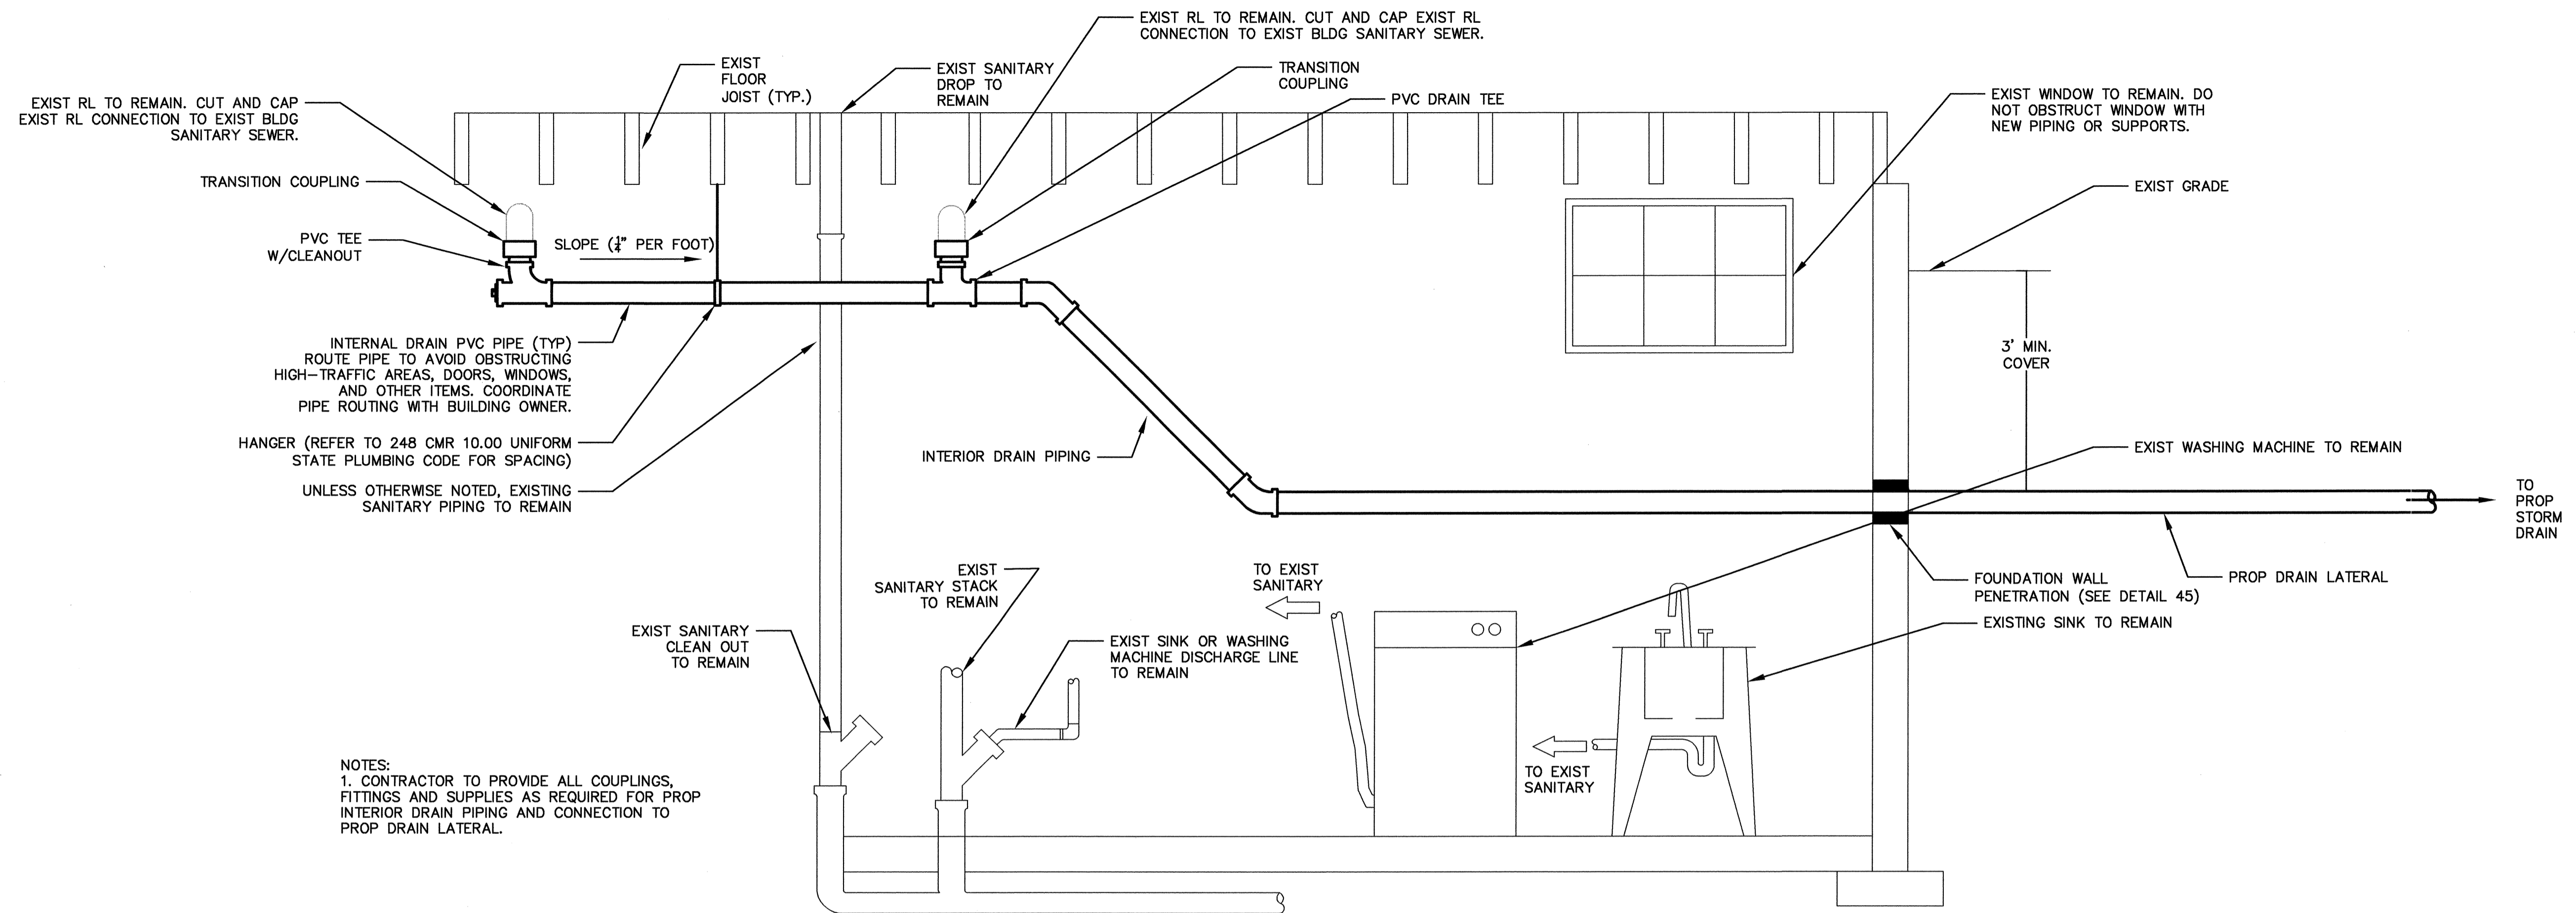 EXIST RL TO REMAIN. CUT AND CAP EXIST RL
CONNECTION TO EXIST BLDG SANITARY SEWER.
EXIST
FLOOR
JOIST (TYP.)
EXIST SANITARY
DROP TO
REMAIN
TRANSITION
COUPLING
PVC DRAIN TEE
EXIST RL TO REMAIN. CUT AND CAP
EXIST RL CONNECTION TO EXIST BLDG
SANITARY SEWER.
EXIST WINDOW TO REMAIN. DO
NOT OBSTRUCT WINDOW WITH
NEW PIPING OR SUPPORTS.
TRANSITION COUPLING
EXIST GRADE
PVC TEE
W/CLEANOUT
SLOPE (¼" PER FOOT)
INTERNAL DRAIN PVC PIPE (TYP)
ROUTE PIPE TO AVOID OBSTRUCTING
HIGH-TRAFFIC AREAS, DOORS, WINDOWS,
AND OTHER ITEMS. COORDINATE
PIPE ROUTING WITH BUILDING OWNER.
3' MIN.
COVER
HANGER (REFER TO 248 CMR 10.00 UNIFORM
STATE PLUMBING CODE FOR SPACING)
INTERIOR DRAIN PIPING
EXIST WASHING MACHINE TO REMAIN
UNLESS OTHERWISE NOTED, EXISTING
SANITARY PIPING TO REMAIN
TO
PROP
STORM
DRAIN
EXIST
SANITARY STACK
TO REMAIN
TO EXIST
SANITARY
FOUNDATION WALL
PENETRATION (SEE DETAIL 45)
PROP DRAIN LATERAL
EXISTING SINK TO REMAIN
EXIST SANITARY
CLEAN OUT
TO REMAIN
EXIST SINK OR WASHING
MACHINE DISCHARGE LINE
TO REMAIN
TO EXIST
SANITARY
NOTES:
1. CONTRACTOR TO PROVIDE ALL COUPLINGS,
FITTINGS AND SUPPLIES AS REQUIRED FOR PROP
INTERIOR DRAIN PIPING AND CONNECTION TO
PROP DRAIN LATERAL.